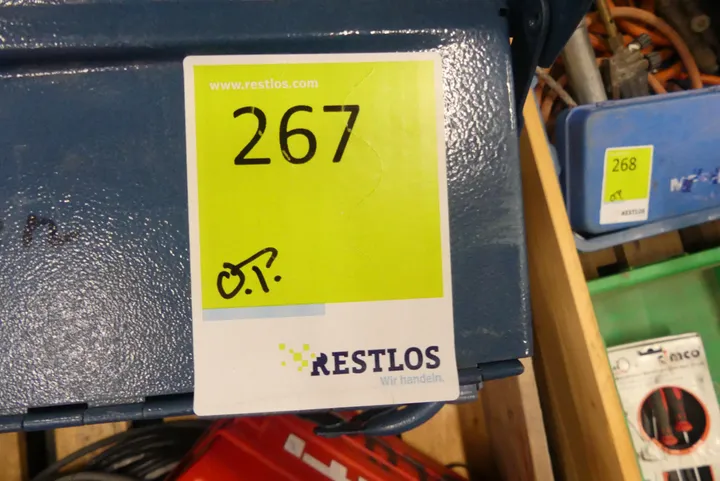 www.restlos.com
267
O.T.
RESTLOS
Wir handeln.
268
O.T.
RESTLOS